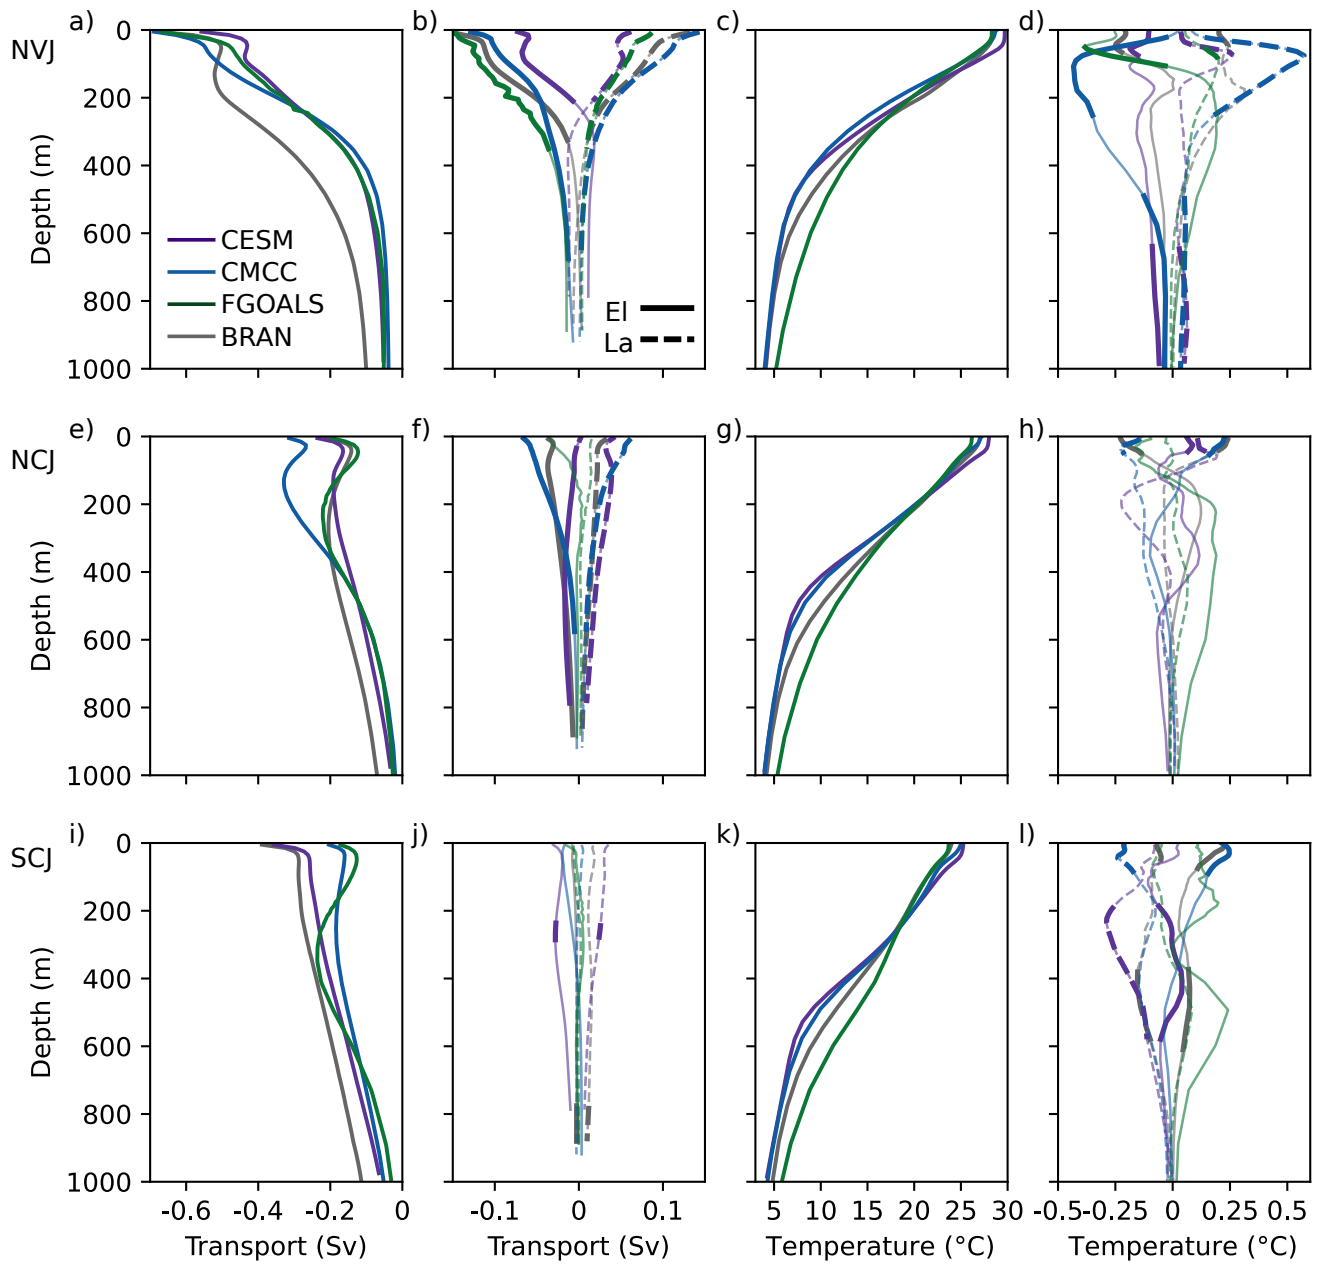 a) b) c) d)
NVJ
0
200
400
600
800
1000
Depth (m)
CESM
CMCC
FGOALS
BRAN
El
La
e) f) g) h)
NCJ
0
200
400
600
800
1000
Depth (m)
i) j) k) l)
SCJ
0
200
400
600
800
1000
Depth (m)
-0.6 -0.4 -0.2 0 -0.1 0 0.1 5 10 15 20 25 30 -0.5 -0.25 0 0.25 0.5
Transport (Sv) Transport (Sv) Temperature (°C) Temperature (°C)